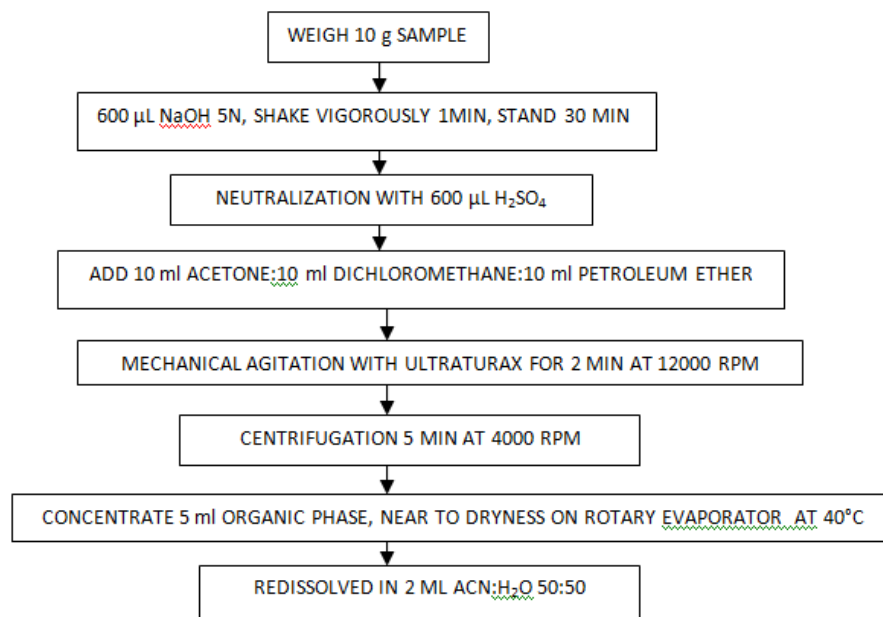 WEIGH 10 g SAMPLE
600 µL NaOH 5N, SHAKE VIGOROUSLY 1MIN, STAND 30 MIN
NEUTRALIZATION WITH 600 µL H₂SO₄
ADD 10 ml ACETONE:10 ml DICHLOROMETHANE:10 ml PETROLEUM ETHER
MECHANICAL AGITATION WITH ULTRATURAX FOR 2 MIN AT 12000 RPM
CENTRIFUGATION 5 MIN AT 4000 RPM
CONCENTRATE 5 ml ORGANIC PHASE, NEAR TO DRYNESS ON ROTARY EVAPORATOR AT 40°C
REDISSOLVED IN 2 ML ACN:H₂O 50:50